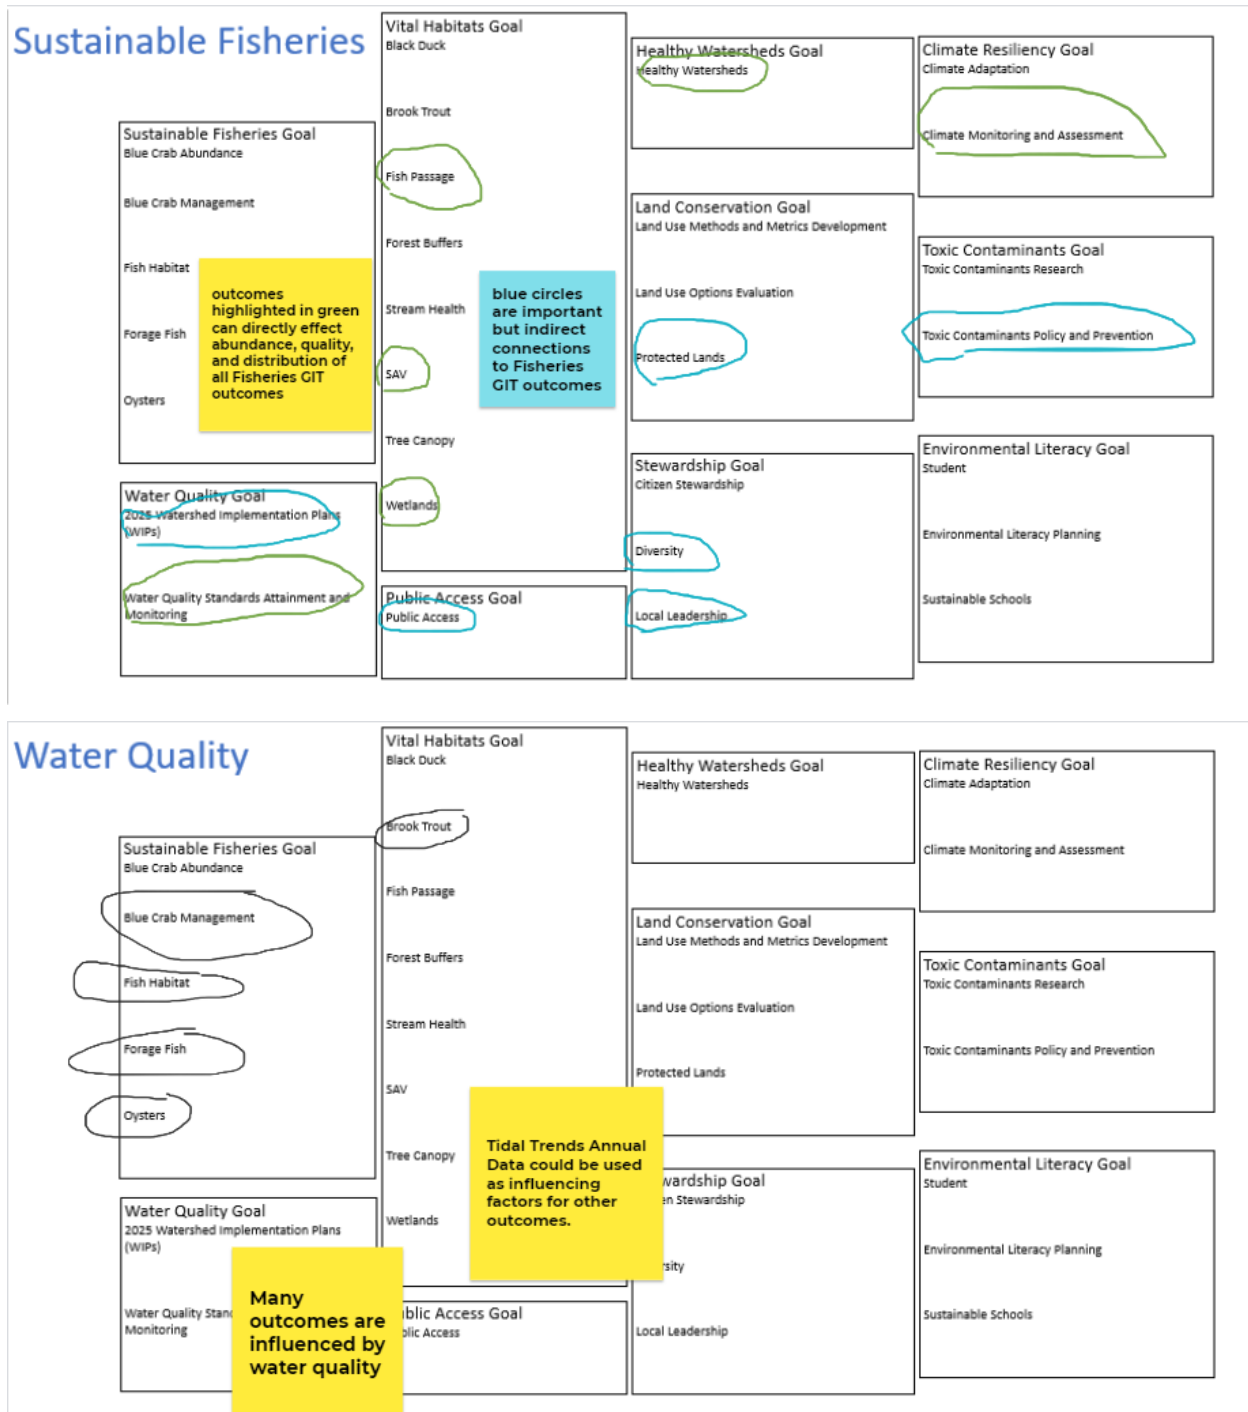 Sustainable Fisheries
Sustainable Fisheries Goal
Blue Crab Abundance
Blue Crab Management
Fish Habitat
Forage Fish
Oysters
outcomes
highlighted in green
can directly effect
abundance, quality,
and distribution of
all Fisheries GIT
outcomes
Water Quality Goal
2025 Watershed Implementation Plans
(WIPs)
Water Quality Standards Attainment and
Monitoring
Vital Habitats Goal
Black Duck
Brook Trout
Fish Passage
Forest Buffers
Stream Health
SAV
Tree Canopy
Wetlands
blue circles
are important
but indirect
connections
to Fisheries
GIT outcomes
Public Access Goal
Public Access
Healthy Watersheds Goal
Healthy Watersheds
Land Conservation Goal
Land Use Methods and Metrics Development
Land Use Options Evaluation
Protected Lands
Stewardship Goal
Citizen Stewardship
Diversity
Local Leadership
Climate Resiliency Goal
Climate Adaptation
Climate Monitoring and Assessment
Toxic Contaminants Goal
Toxic Contaminants Research
Toxic Contaminants Policy and Prevention
Environmental Literacy Goal
Student
Environmental Literacy Planning
Sustainable Schools
Water Quality
Sustainable Fisheries Goal
Blue Crab Abundance
Blue Crab Management
Fish Habitat
Forage Fish
Oysters
Water Quality Goal
2025 Watershed Implementation Plans
(WIPs)
Water Quality Stan
Monitoring
Many
outcomes are
influenced by
water quality
Vital Habitats Goal
Black Duck
Brook Trout
Fish Passage
Forest Buffers
Stream Health
SAV
Tree Canopy
Wetlands
Tidal Trends Annual
Data could be used
as influencing
factors for other
outcomes.
blic Access Goal
blic Access
Healthy Watersheds Goal
Healthy Watersheds
Land Conservation Goal
Land Use Methods and Metrics Development
Land Use Options Evaluation
Protected Lands
wardship Goal
en Stewardship
rsity
Local Leadership
Climate Resiliency Goal
Climate Adaptation
Climate Monitoring and Assessment
Toxic Contaminants Goal
Toxic Contaminants Research
Toxic Contaminants Policy and Prevention
Environmental Literacy Goal
Student
Environmental Literacy Planning
Sustainable Schools